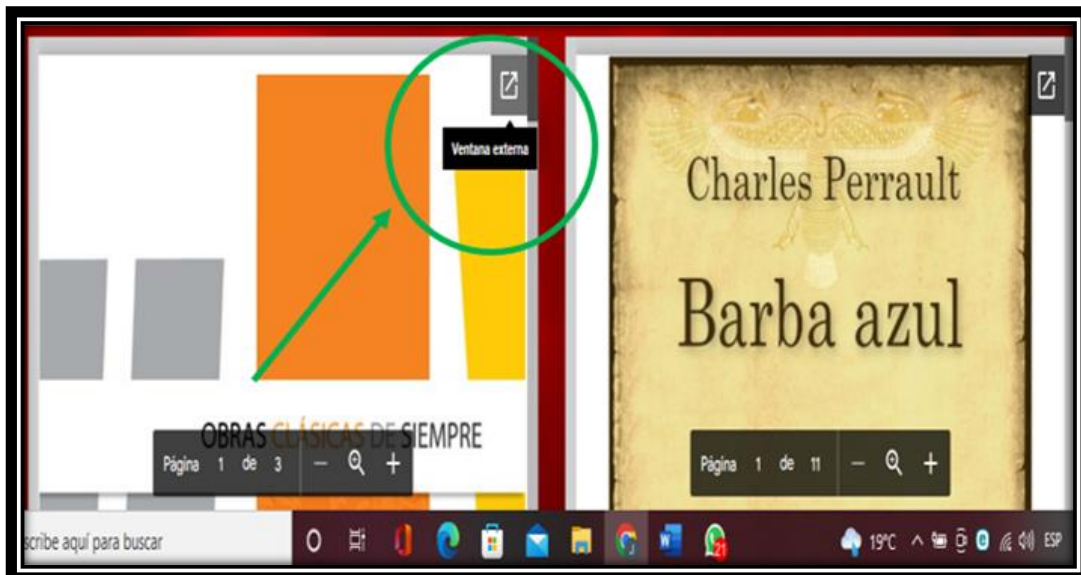 Ventana externa
OBRAS CLÁSICAS DE SIEMPRE
Página 1 de 3
Charles Perrault
Barba azul
Página 1 de 11
scribe aquí para buscar
21
19°C
ESP